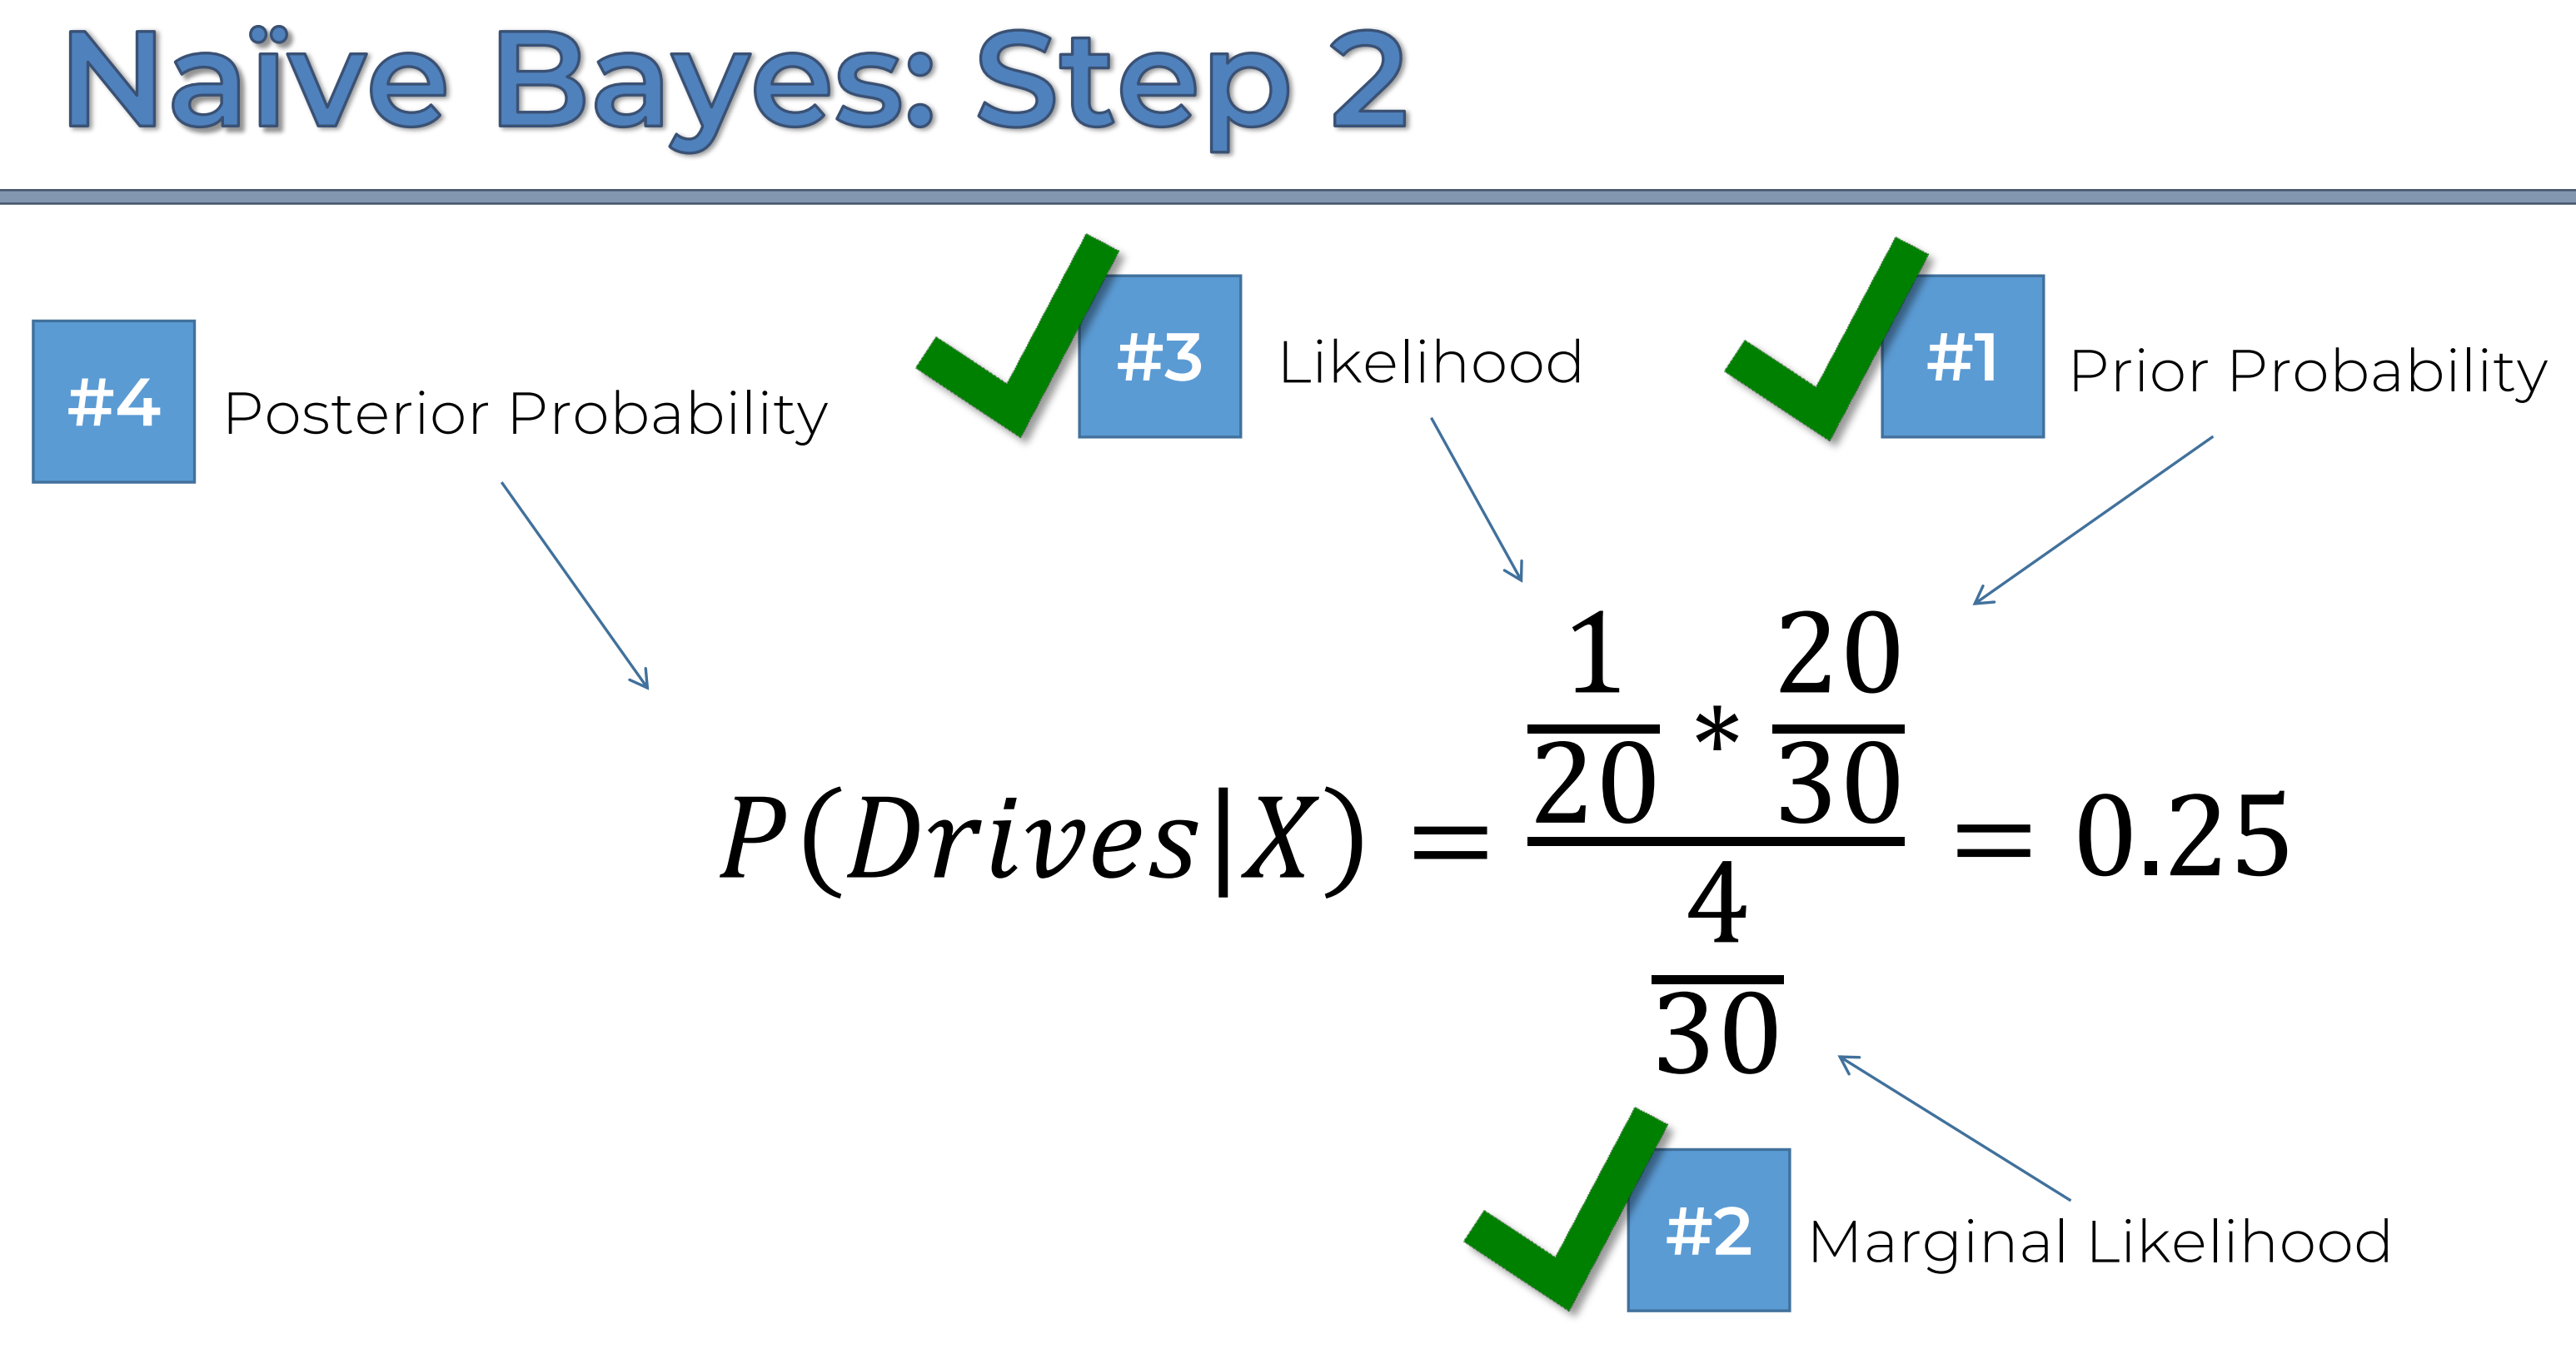 Naïve Bayes: Step 2
#4 Posterior Probability
#3 Likelihood
#1 Prior Probability
P(Drives|X) = 1/20 * 20/30 / 4/30 = 0.25
#2 Marginal Likelihood